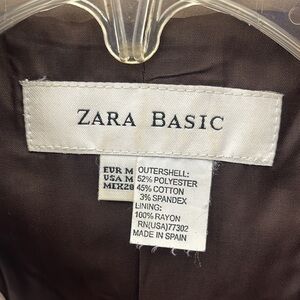 ZARA BASIC
EUR M
USA M
MEX28
OUTERSHELL:
52% POLYESTER
45% COTTON
3% SPANDEX
LINING:
100% RAYON
RN(USA)77302
MADE IN SPAIN